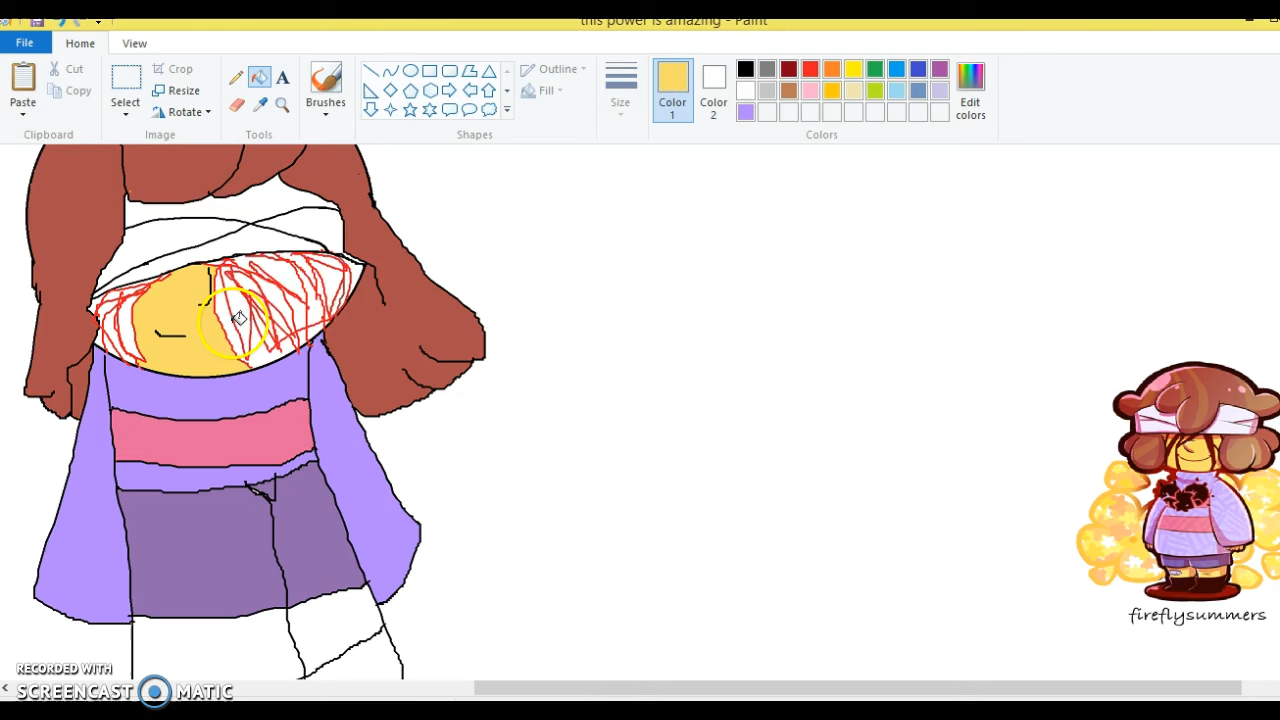 this power is amazing - Paint
File
Home
View
Paste
Cut
Copy
Clipboard
Select
Crop
Resize
Rotate
Image
A
Tools
Brushes
Outline
Fill
Shapes
Size
Color 1
Color 2
Edit colors
Colors
fireflysummers
RECORDED WITH
SCREENCAST MATIC